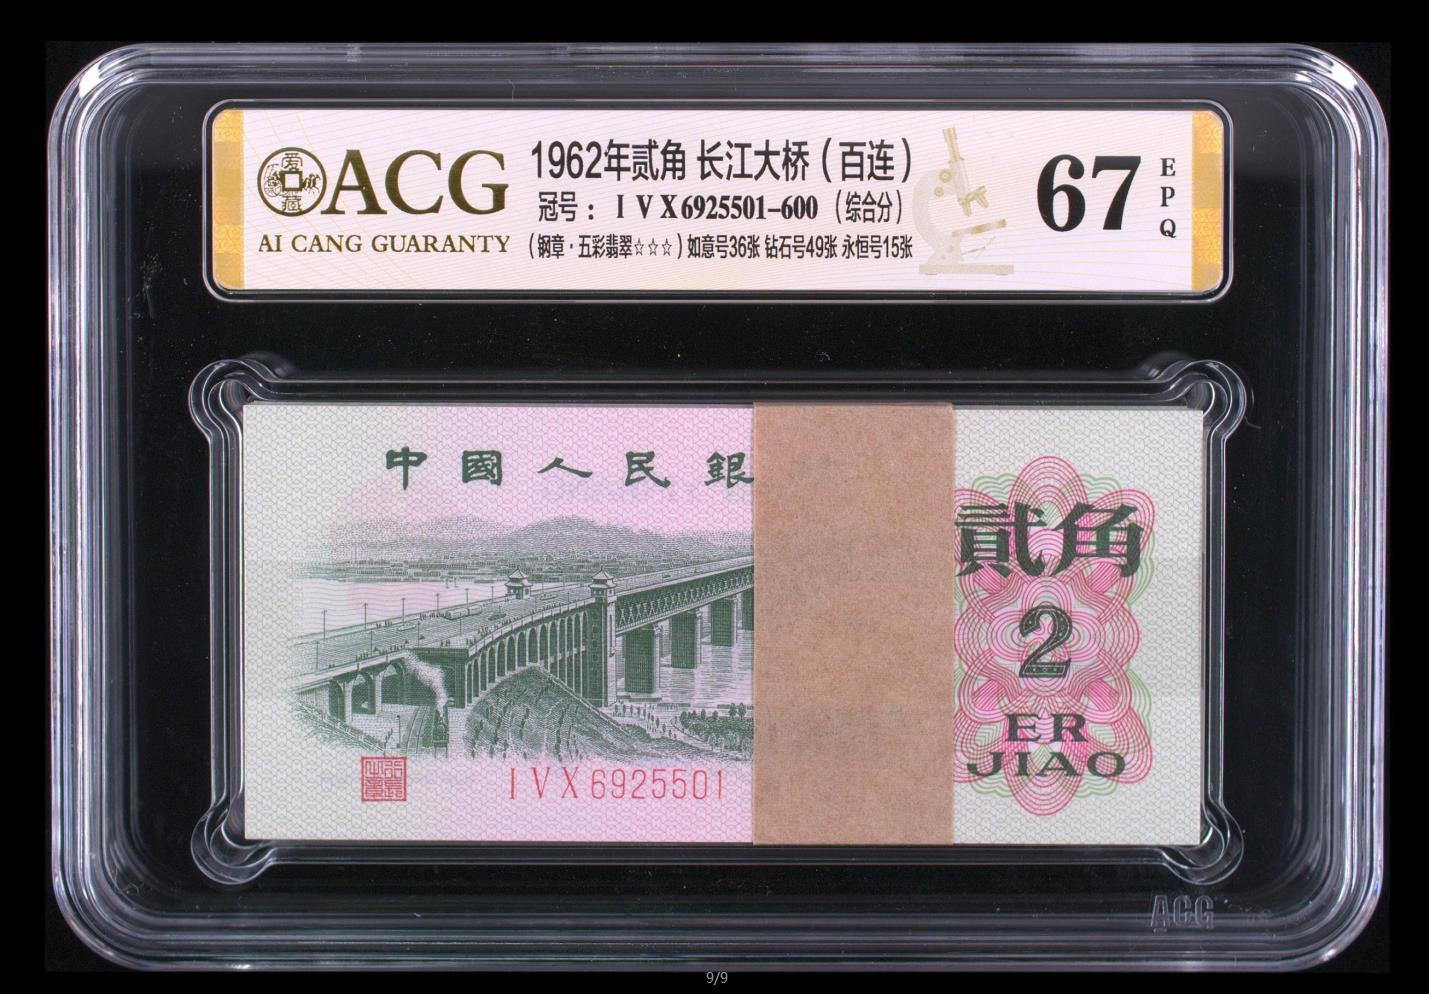 ACG
AI CANG GUARANTY
1962年贰角 长江大桥（百连）
冠号： I V X 6925501-600 （综合分）
（钢章·五彩翡翠☆☆☆）如意号36张 钻石号49张 永恒号15张
67
EPQ
中國人民銀
貳角
2
ER
JIAO
I V X 6925501
ACG
9/9